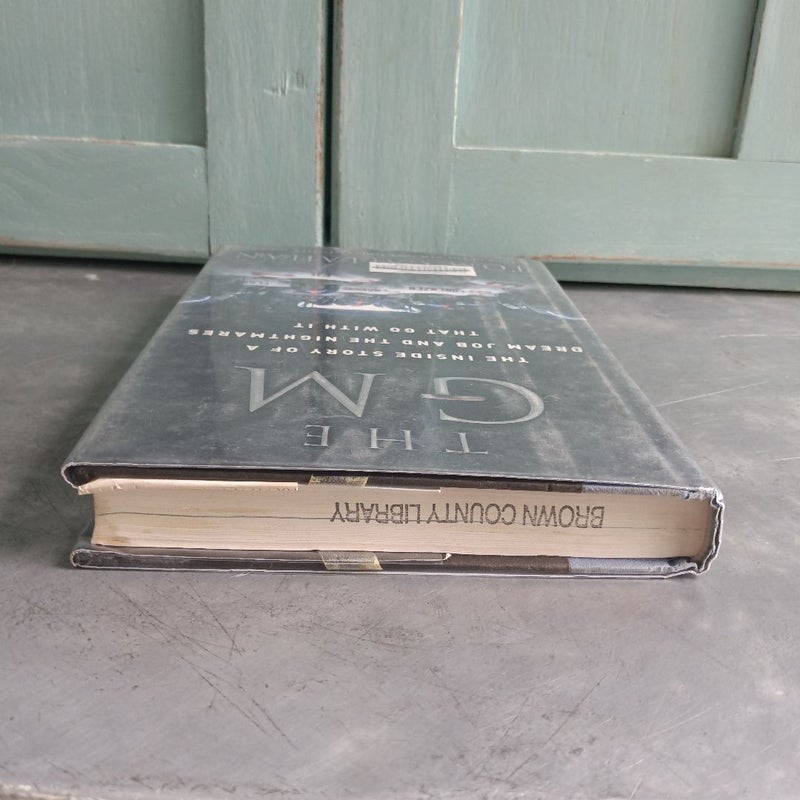 THE
GM
THE INSIDE STORY OF A
DREAM JOB AND THE NIGHTMARES
THAT GO WITH IT
BROWN COUNTY LIBRARY